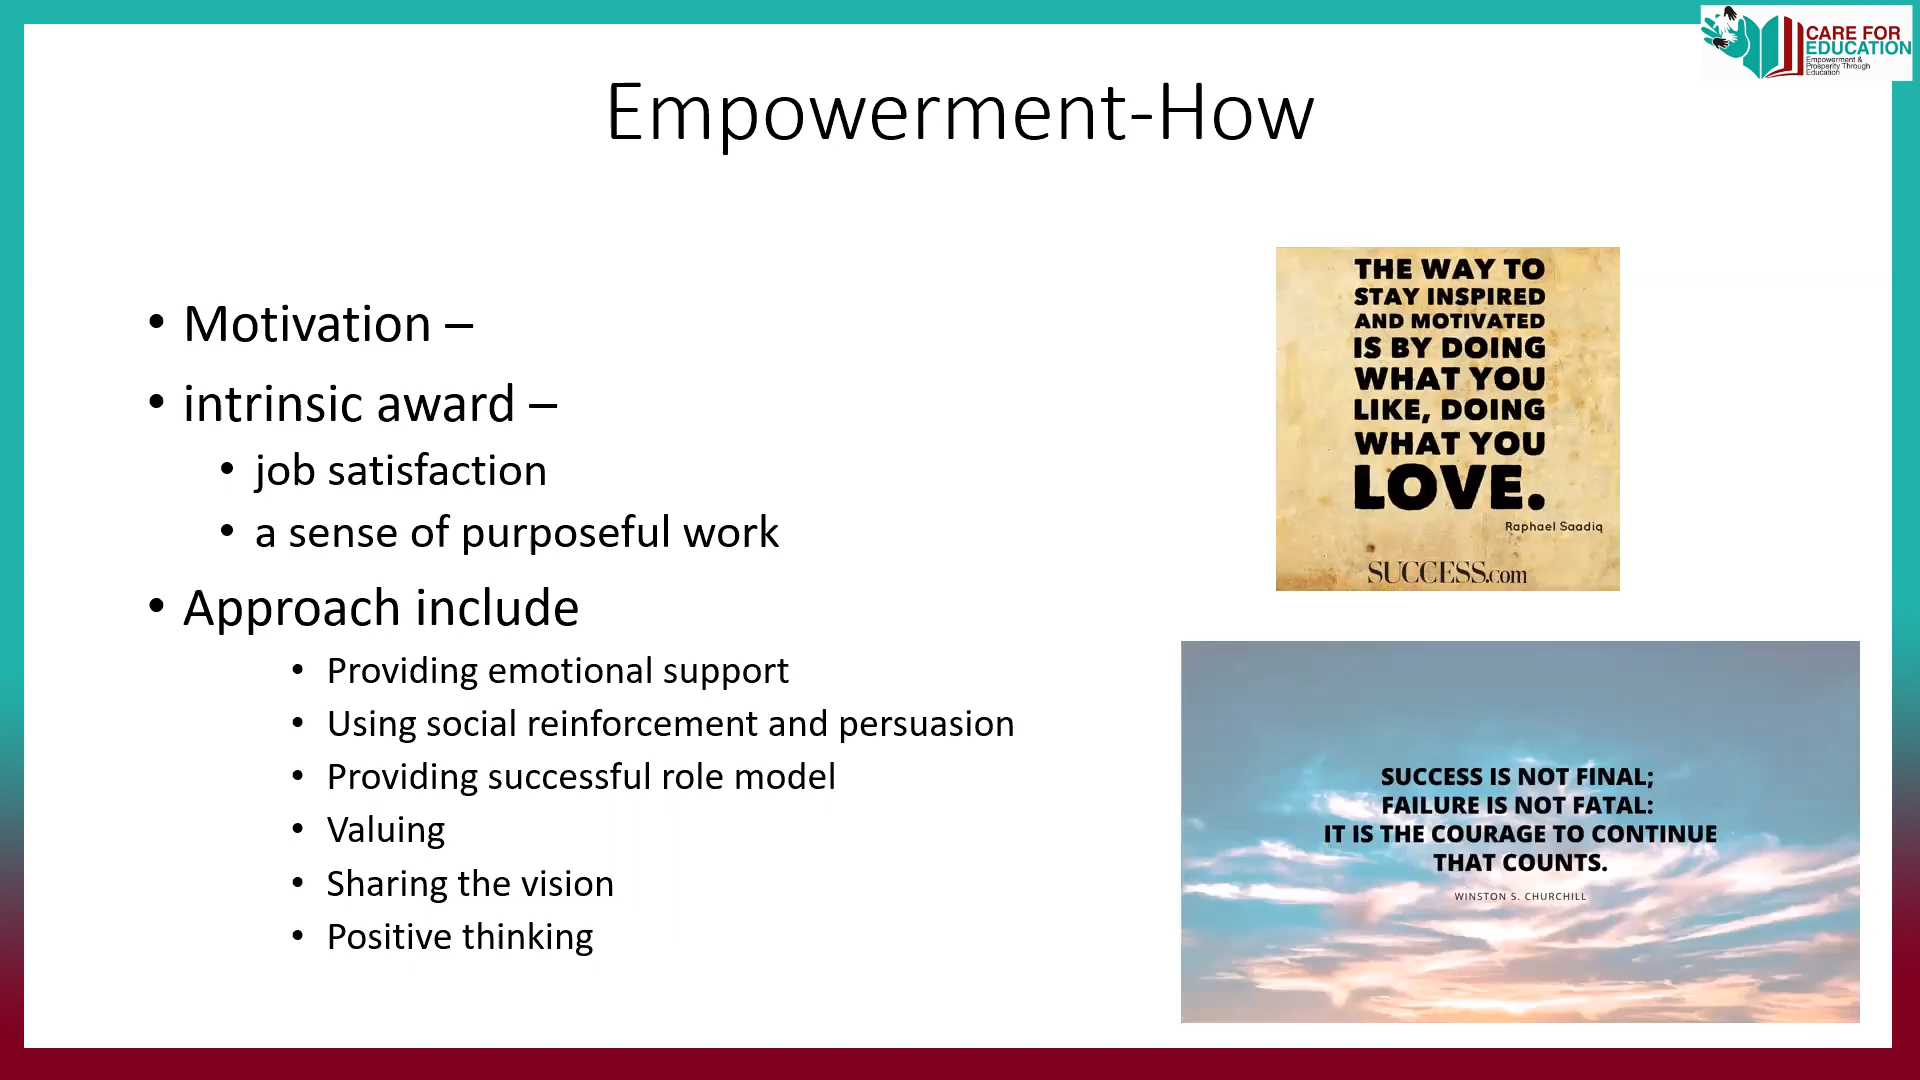 CARE FOR
EDUCATION
Empowerment &
Prosperity Through
Education
Empowerment-How
• Motivation –
• intrinsic award –
• job satisfaction
• a sense of purposeful work
• Approach include
• Providing emotional support
• Using social reinforcement and persuasion
• Providing successful role model
• Valuing
• Sharing the vision
• Positive thinking
THE WAY TO
STAY INSPIRED
AND MOTIVATED
IS BY DOING
WHAT YOU
LIKE, DOING
WHAT YOU
LOVE.
Raphael Saadiq
SUCCESS.com
SUCCESS IS NOT FINAL;
FAILURE IS NOT FATAL:
IT IS THE COURAGE TO CONTINUE
THAT COUNTS.
WINSTON S. CHURCHILL